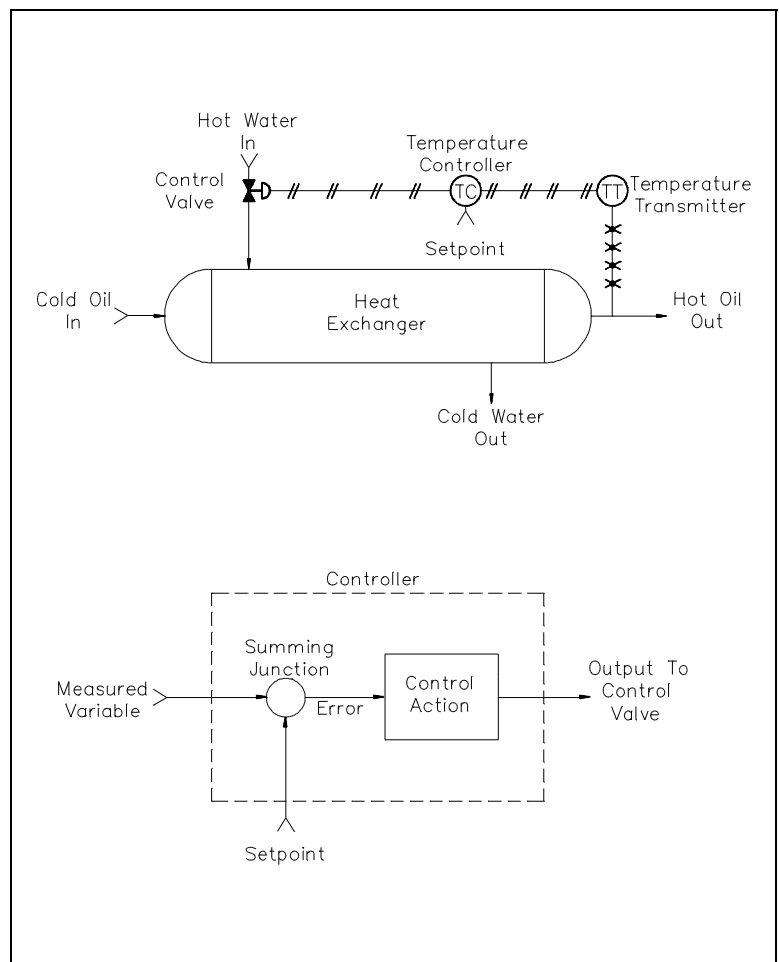 Hot Water
In
Temperature
Controller
Control
Valve
TC
TT
Temperature
Transmitter
Setpoint
Cold Oil
In
Heat
Exchanger
Hot Oil
Out
Cold Water
Out
Controller
Summing
Junction
Measured
Variable
Error
Control
Action
Output To
Control
Valve
Setpoint